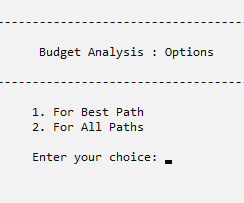 -----------------------------------
Budget Analysis : Options
-----------------------------------
1. For Best Path
2. For All Paths
Enter your choice: _